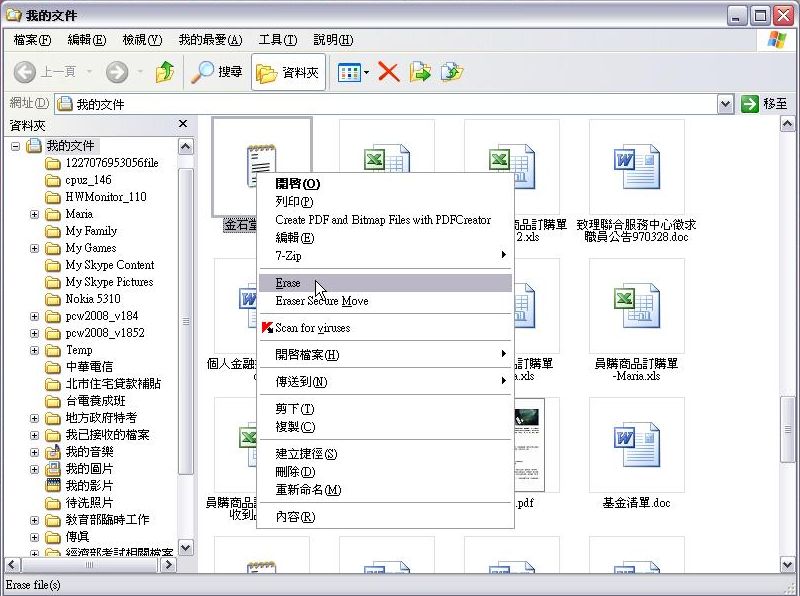 我的文件
檔案(F) 編輯(E) 檢視(V) 我的最愛(A) 工具(T) 說明(H)
上一頁 搜尋 資料夾
網址(D) 我的文件 移至
資料夾
我的文件
1227076953056file
cpuz_146
HWMonitor_110
Maria
My Family
My Games
My Skype Content
My Skype Pictures
Nokia 5310
pcw2008_v184
pcw2008_v1852
Temp
中華電信
北市住宅貸款補貼
台電養成班
地方政府特考
我已接收的檔案
我的音樂
我的圖片
我的影片
待洗照片
教育部臨時工作
傳真
經濟部考試相關檔案
金石堂
開啓(O)
列印(P)
Create PDF and Bitmap Files with PDFCreator
編輯(E)
7-Zip
Erase
Eraser Secure Move
Scan for viruses
開啓檔案(H)
傳送到(N)
剪下(T)
複製(C)
建立捷徑(S)
刪除(D)
重新命名(M)
內容(R)
品訂購單
2.xls
致理聯合服務中心徵求
職員公告970328.doc
個人金融
訂購單
a.xls
員購商品訂購單
-Maria.xls
員購商品
收到
.pdf
基金清單.doc
Erase file(s)